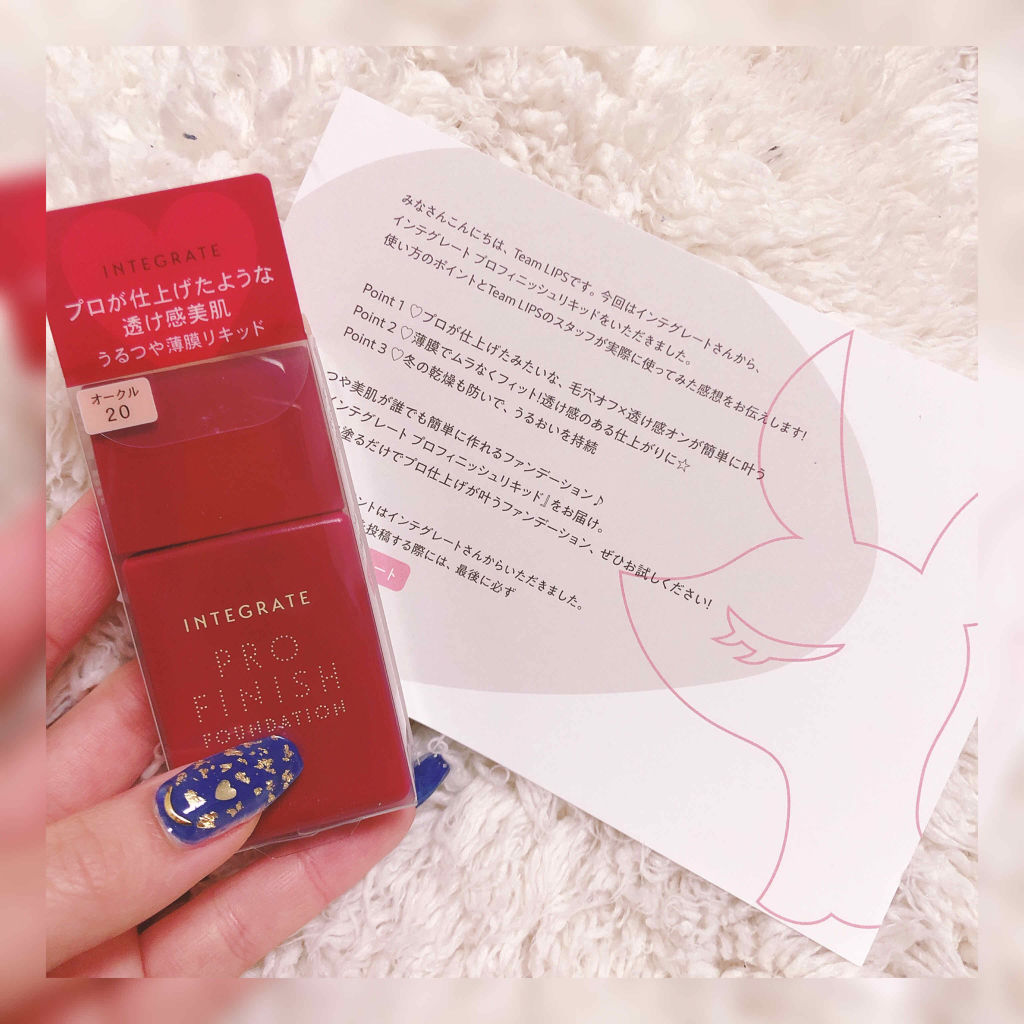 INTEGRATE
プロが仕上げたような
透け感美肌
うるつや薄膜リキッド
オークル
20
INTEGRATE
PRO
FINISH
FOUNDATION
みなさんこんにちは、Team LIPSです。今回はインテグレートさんから、
インテグレート プロフィニッシュリキッドをいただきました。
使い方のポイントとTeam LIPSのスタッフが実際に使ってみた感想をお伝えします!
Point 1 ♡プロが仕上げたみたいな、毛穴オフ×透け感オンが簡単に叶う
Point 2 ♡薄膜でムラなくフィット!透け感のある仕上がりに☆
Point 3 ♡冬の乾燥も防いで、うるおいを持続
つや美肌が誰でも簡単に作れるファンデーション♪
インテグレート プロフィニッシュリキッド』をお届け。
塗るだけでプロ仕上げが叶うファンデーション、ぜひお試しください!
ントはインテグレートさんからいただきました。
投稿する際には、最後に必ず
ート